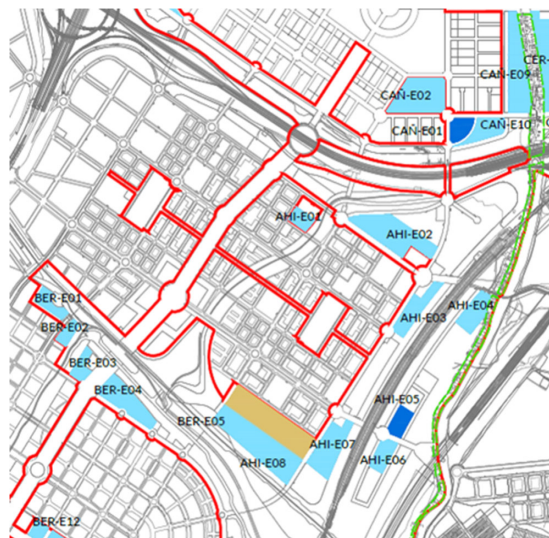 CAÑ-E09
CER-
CAÑ-E02
CAÑ-E01
CAÑ-E10
AHI-E01
AHI-E02
BER-E01
AHI-E04
AHI-E03
BER-E02
BER-E03
BER-E04
AHI-E05
BER-E05
AHI-E07
AHI-E08
AHI-E06
BER-E12